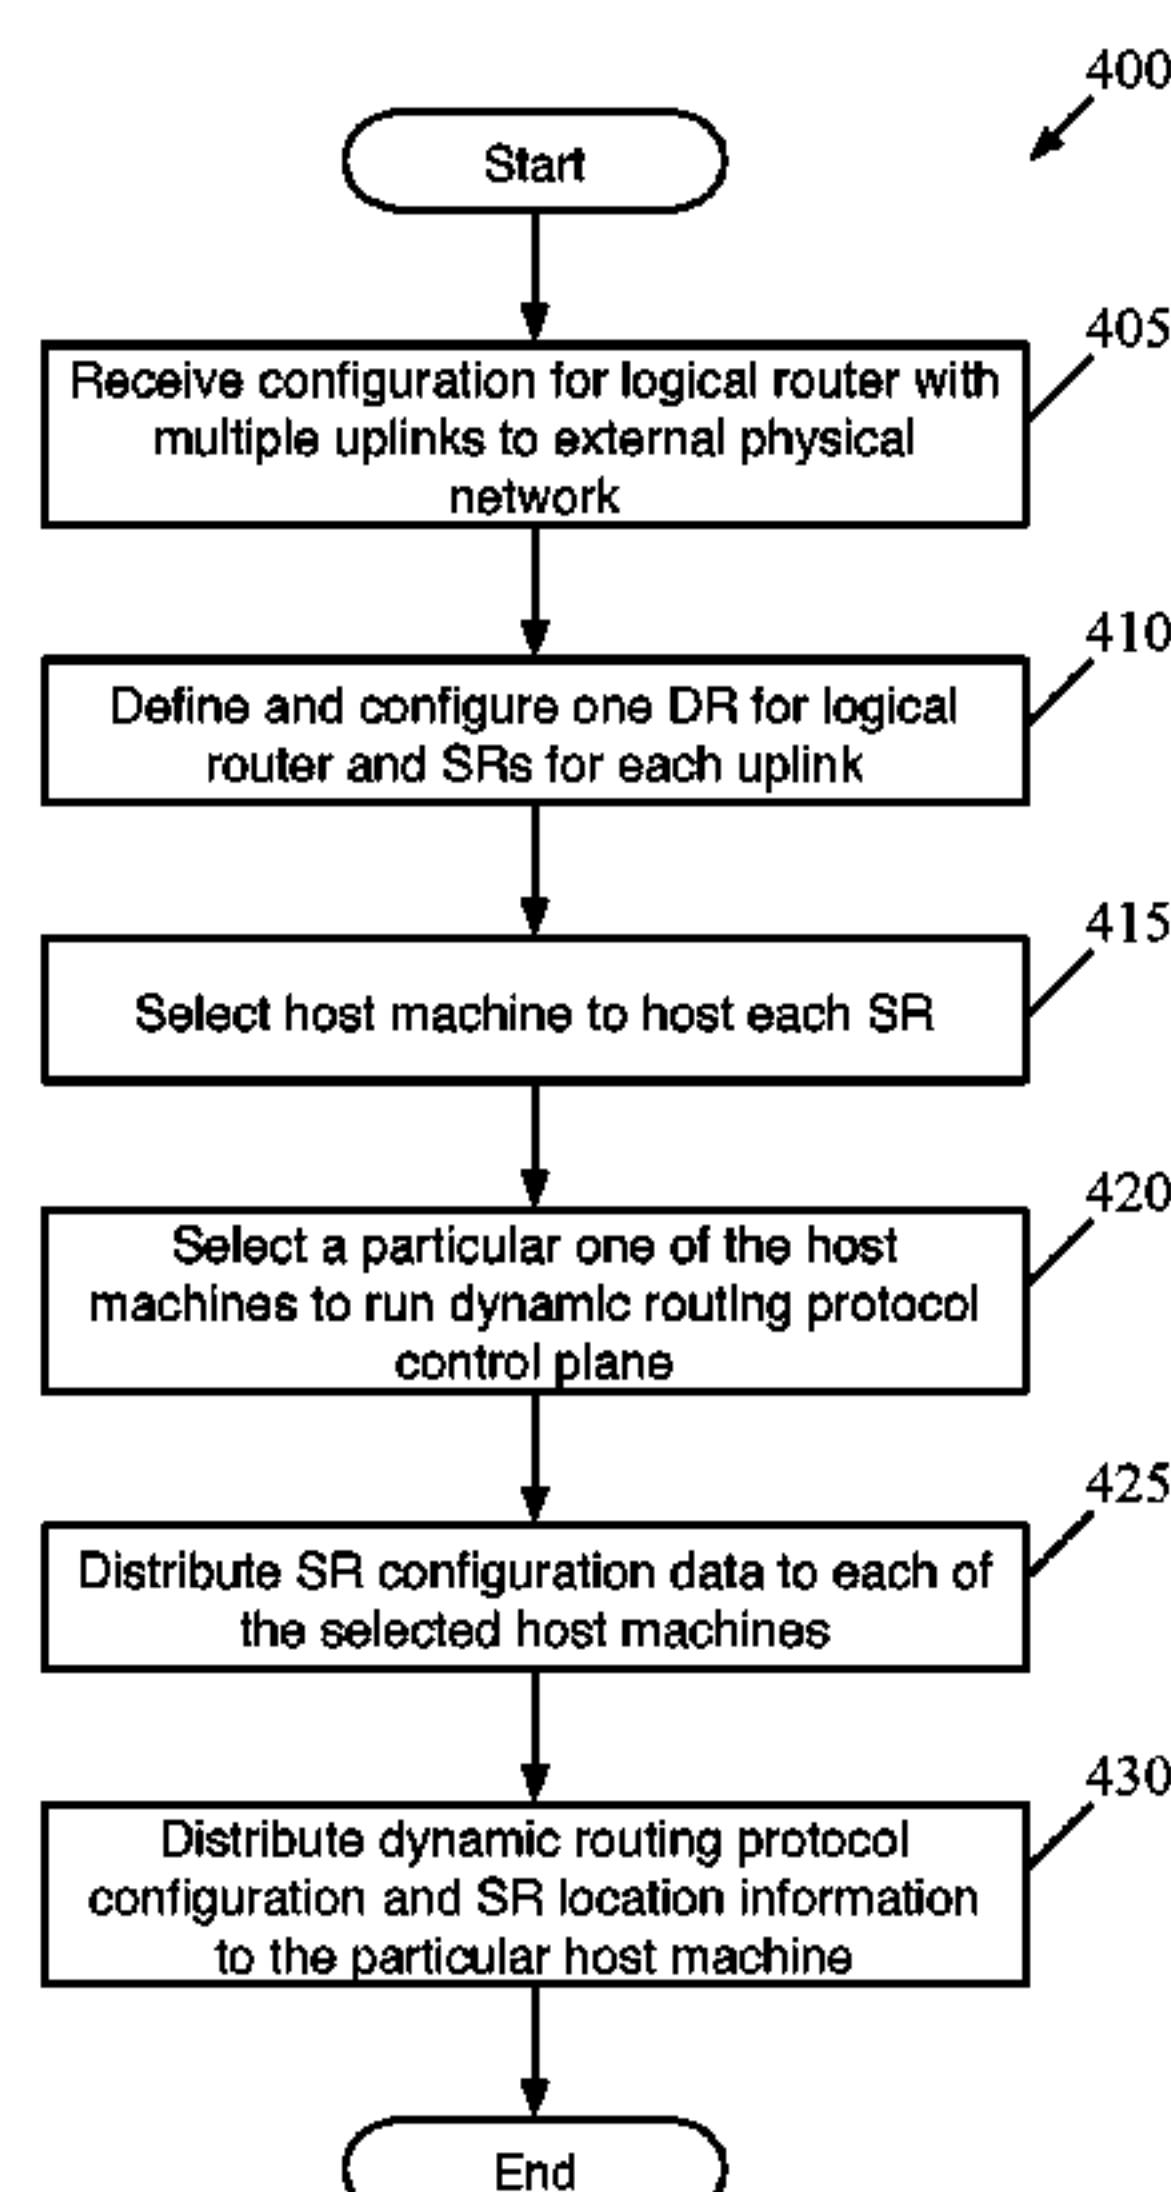 400
Start
405
Receive configuration for logical router with
multiple uplinks to external physical
network
410
Define and configure one DR for logical
router and SRs for each uplink
415
Select host machine to host each SR
420
Select a particular one of the host
machines to run dynamic routing protocol
control plane
425
Distribute SR configuration data to each of
the selected host machines
430
Distribute dynamic routing protocol
configuration and SR location information
to the particular host machine
End